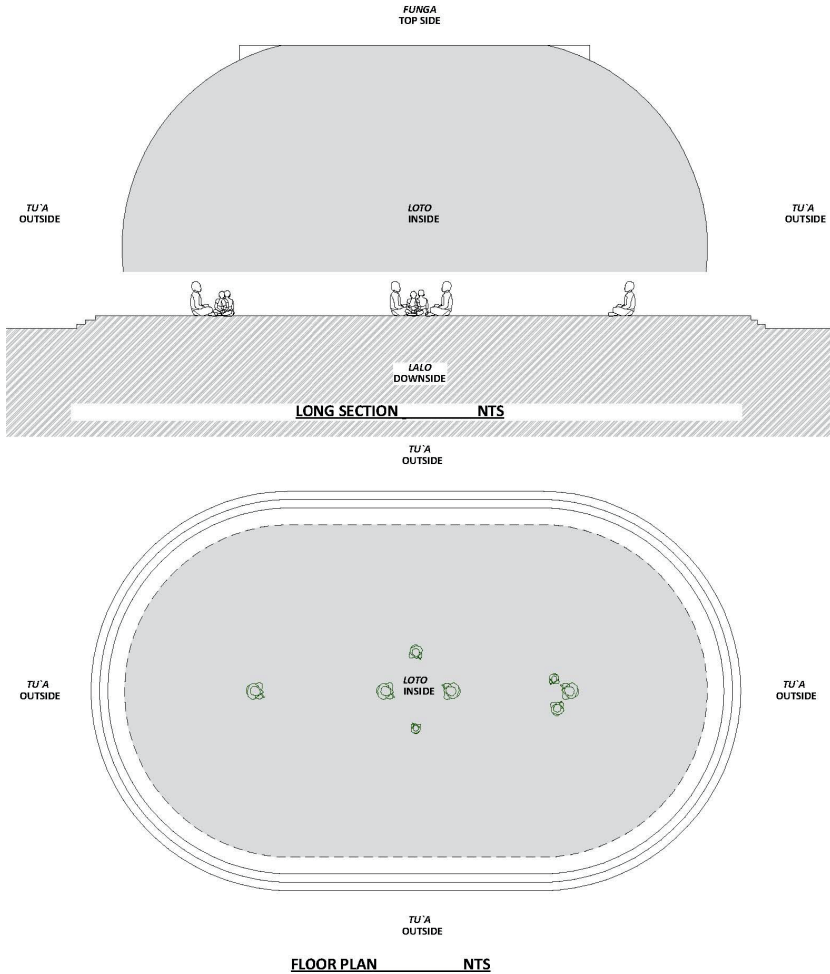 FUNGA
TOP SIDE
TU`A
OUTSIDE
LOTO
INSIDE
TU`A
OUTSIDE
LALO
DOWNSIDE
LONG SECTION NTS
TU`A
OUTSIDE
TU`A
OUTSIDE
LOTO
INSIDE
TU`A
OUTSIDE
TU`A
OUTSIDE
FLOOR PLAN NTS